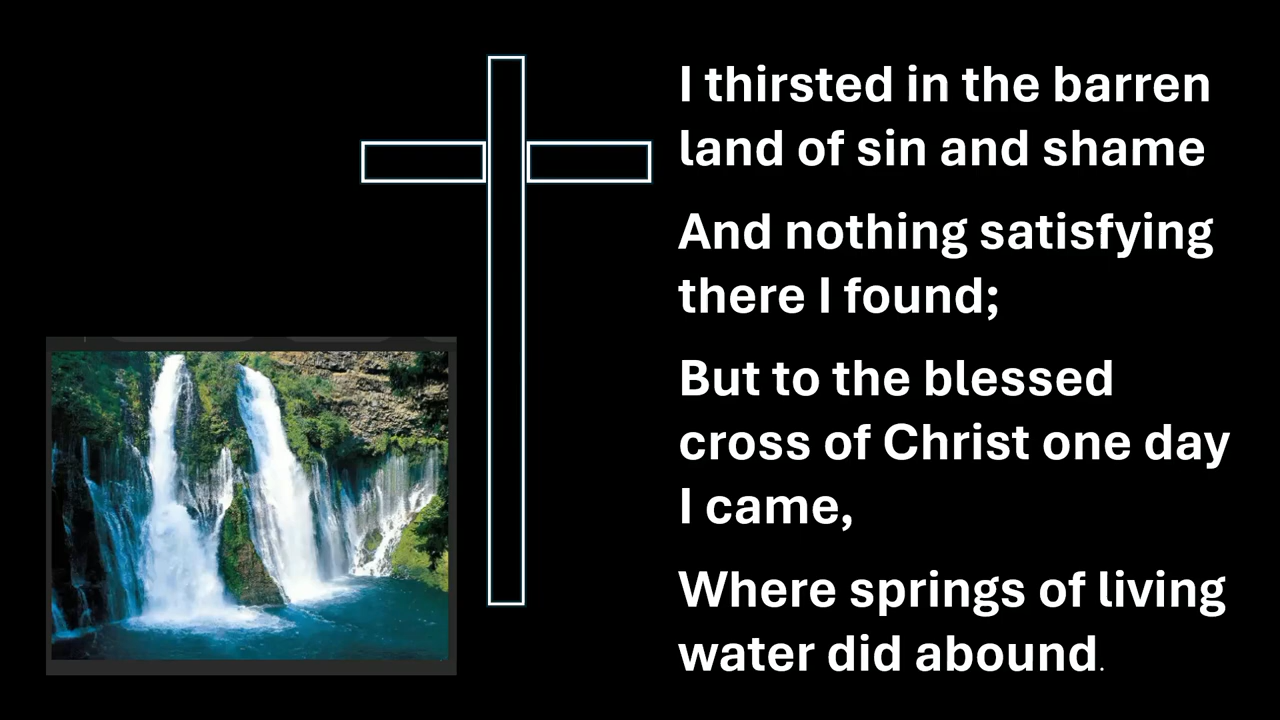 I thirsted in the barren
land of sin and shame
And nothing satisfying
there I found;
But to the blessed
cross of Christ one day
I came,
Where springs of living
water did abound.